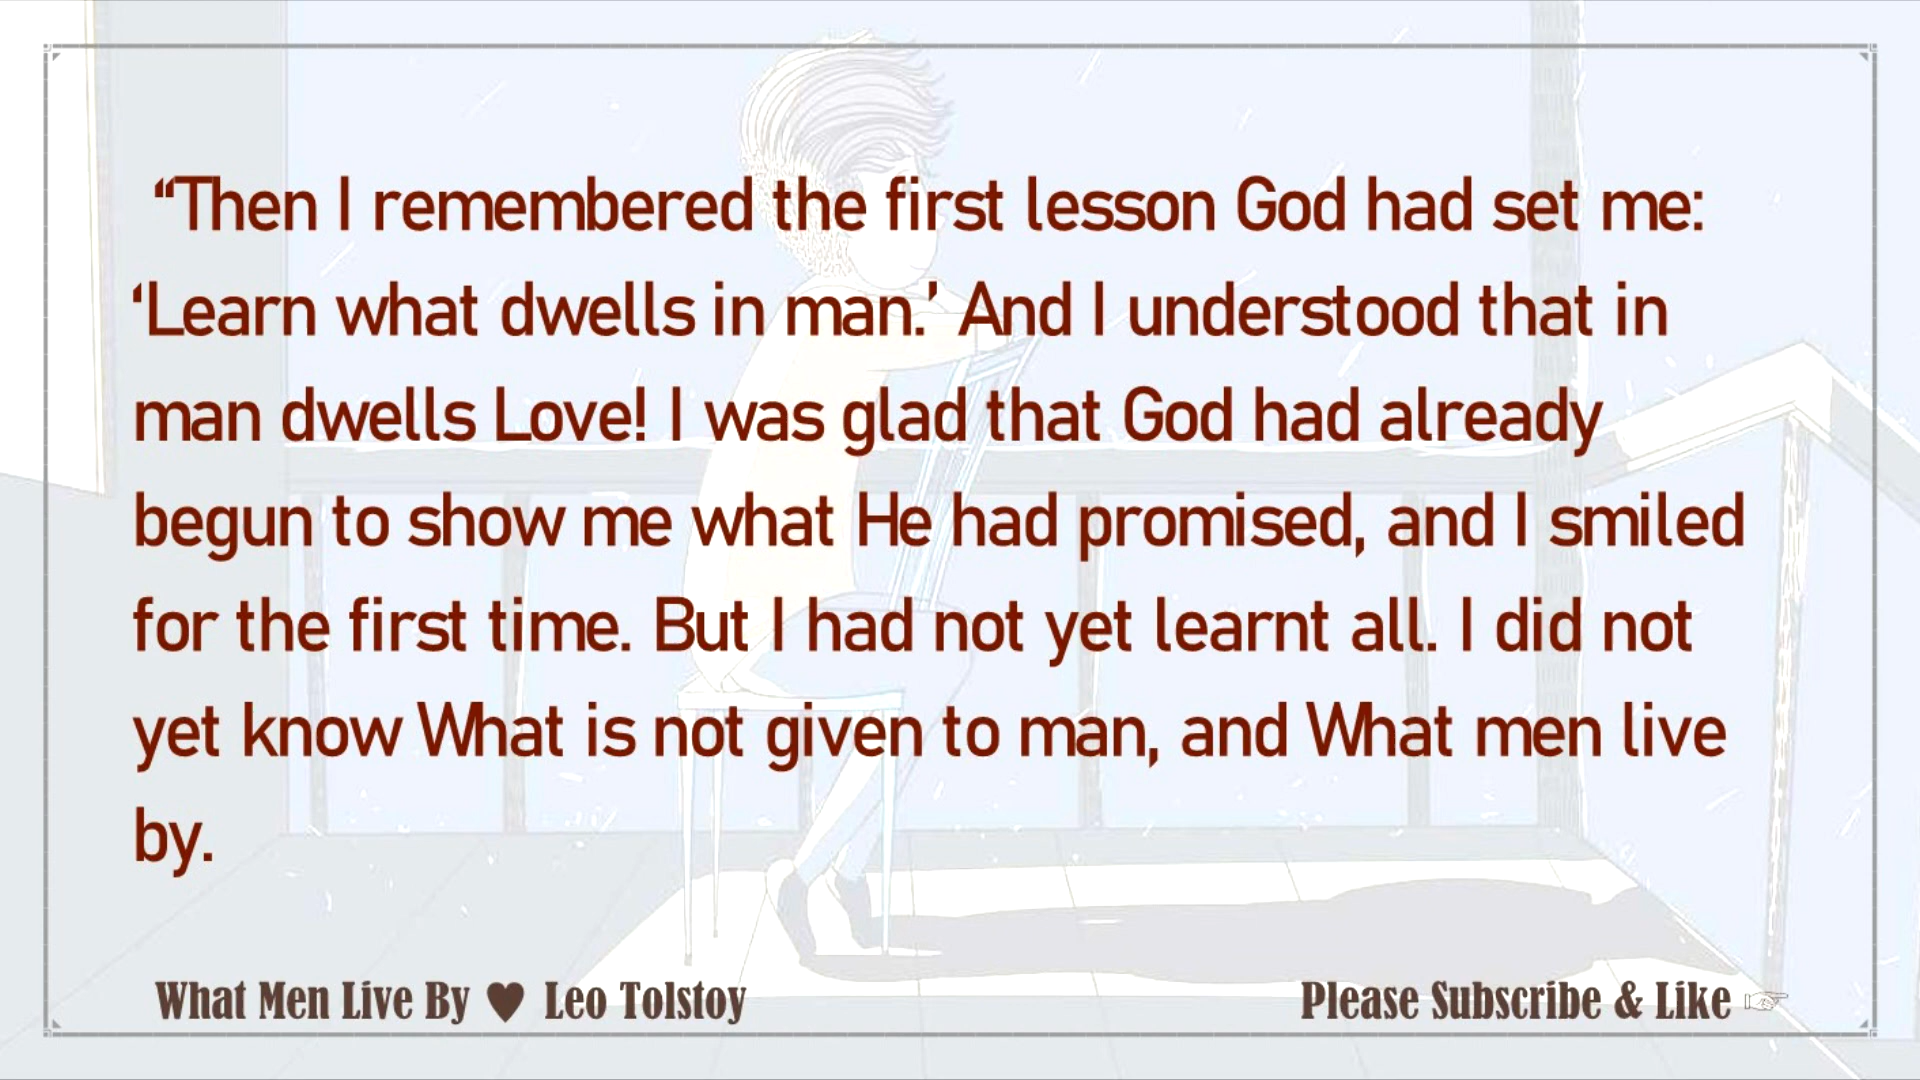 “Then I remembered the first lesson God had set me:
‘Learn what dwells in man.’ And I understood that in
man dwells Love! I was glad that God had already
begun to show me what He had promised, and I smiled
for the first time. But I had not yet learnt all. I did not
yet know What is not given to man, and What men live
by.
What Men Live By ♥ Leo Tolstoy
Please Subscribe & Like ☞